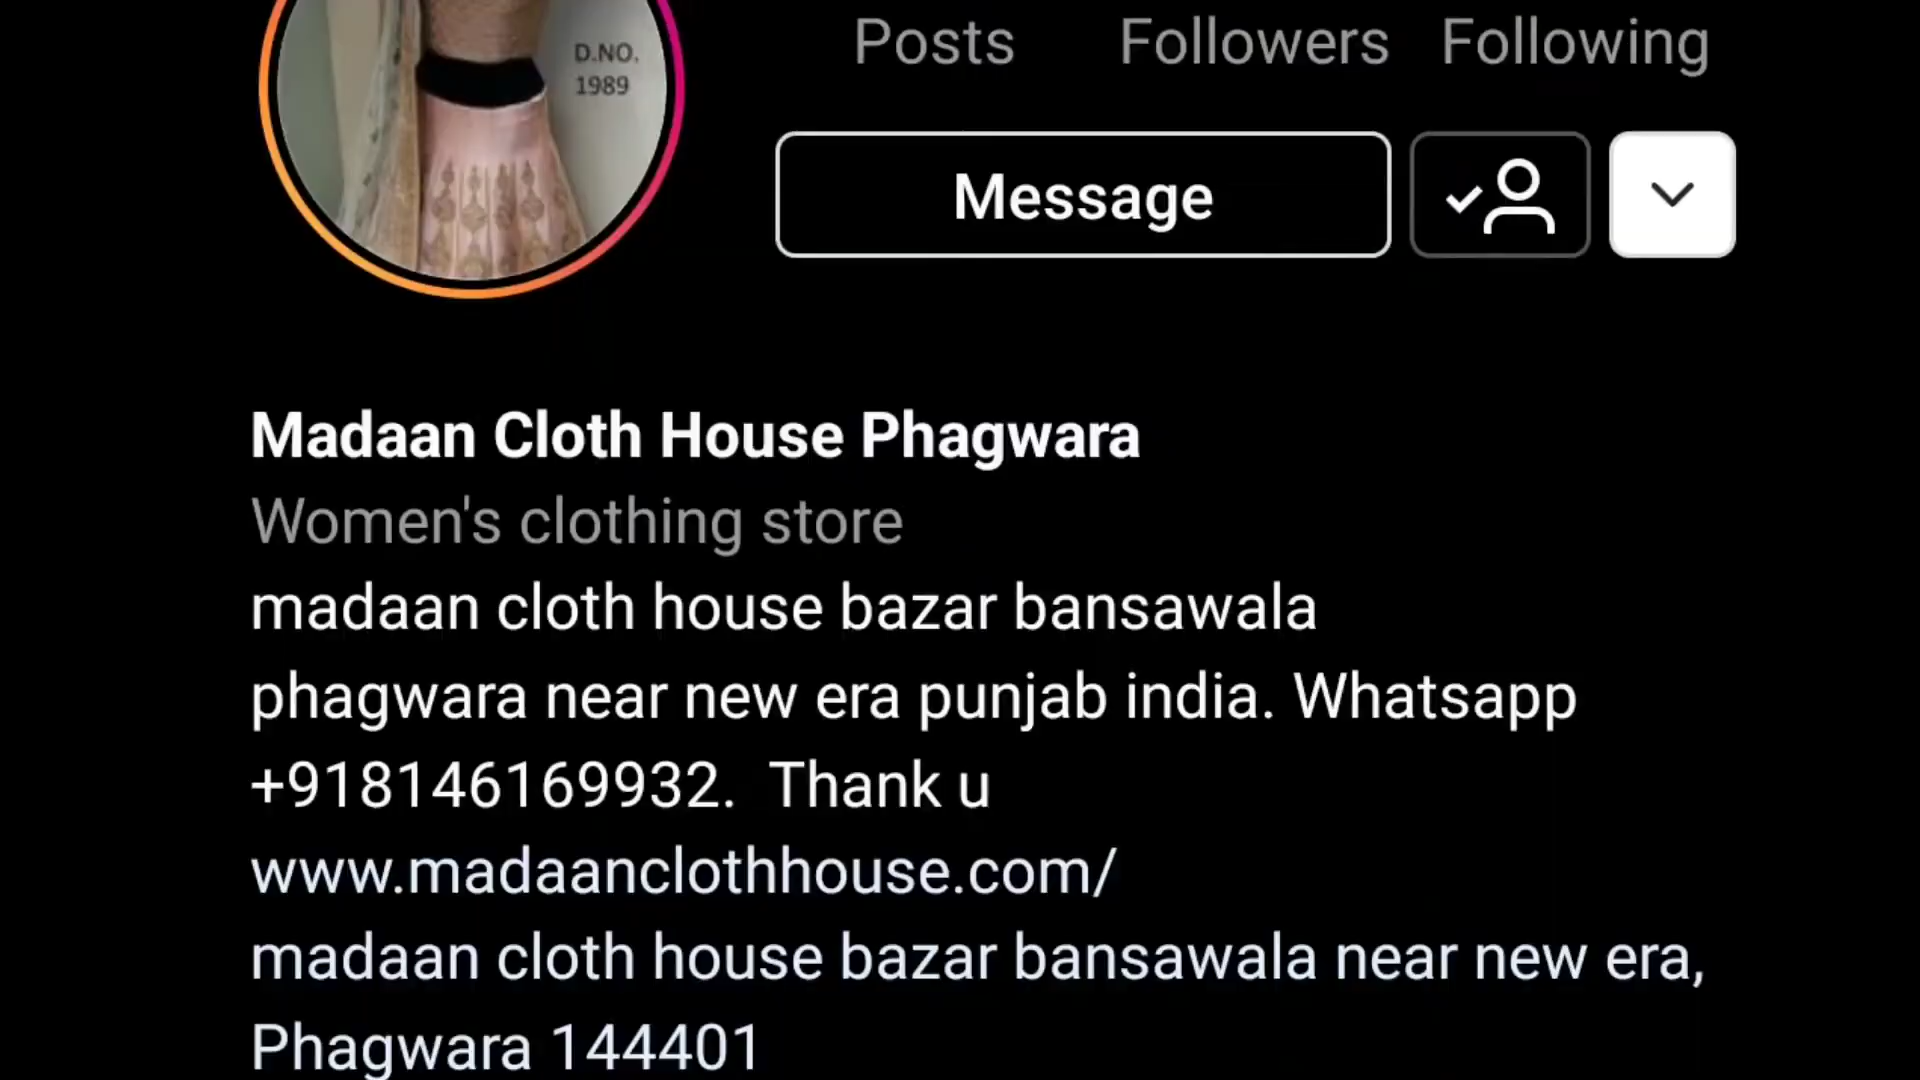 Posts Followers Following
D.NO.
1989
Message
Madaan Cloth House Phagwara
Women's clothing store
madaan cloth house bazar bansawala
phagwara near new era punjab india. Whatsapp
+918146169932.  Thank u
www.madaanclothhouse.com/
madaan cloth house bazar bansawala near new era,
Phagwara 144401